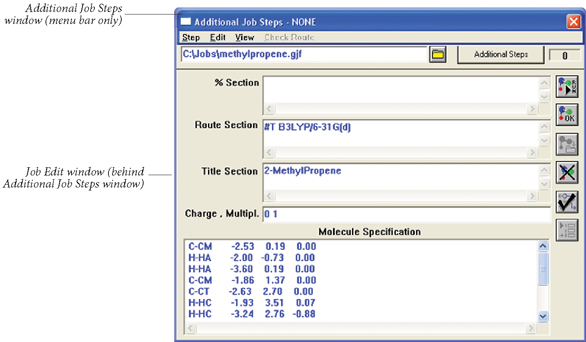 Additional Job Steps
window (menu bar only)
Additional Job Steps - NONE
Step Edit View Check Route
C:\Jobs\methylpropene.gjf
Additional Steps
0
% Section
Route Section
#T B3LYP/6-31G(d)
Job Edit window (behind
Additional Job Steps window)
Title Section
2-MethylPropene
Charge , Multipl.
0 1
Molecule Specification
C-CM -2.53 0.19 0.00
H-HA -2.00 -0.73 0.00
H-HA -3.60 0.19 0.00
C-CM -1.86 1.37 0.00
C-CT -2.63 2.70 0.00
H-HC -1.93 3.51 0.07
H-HC -3.24 2.76 -0.88
RUN
OK